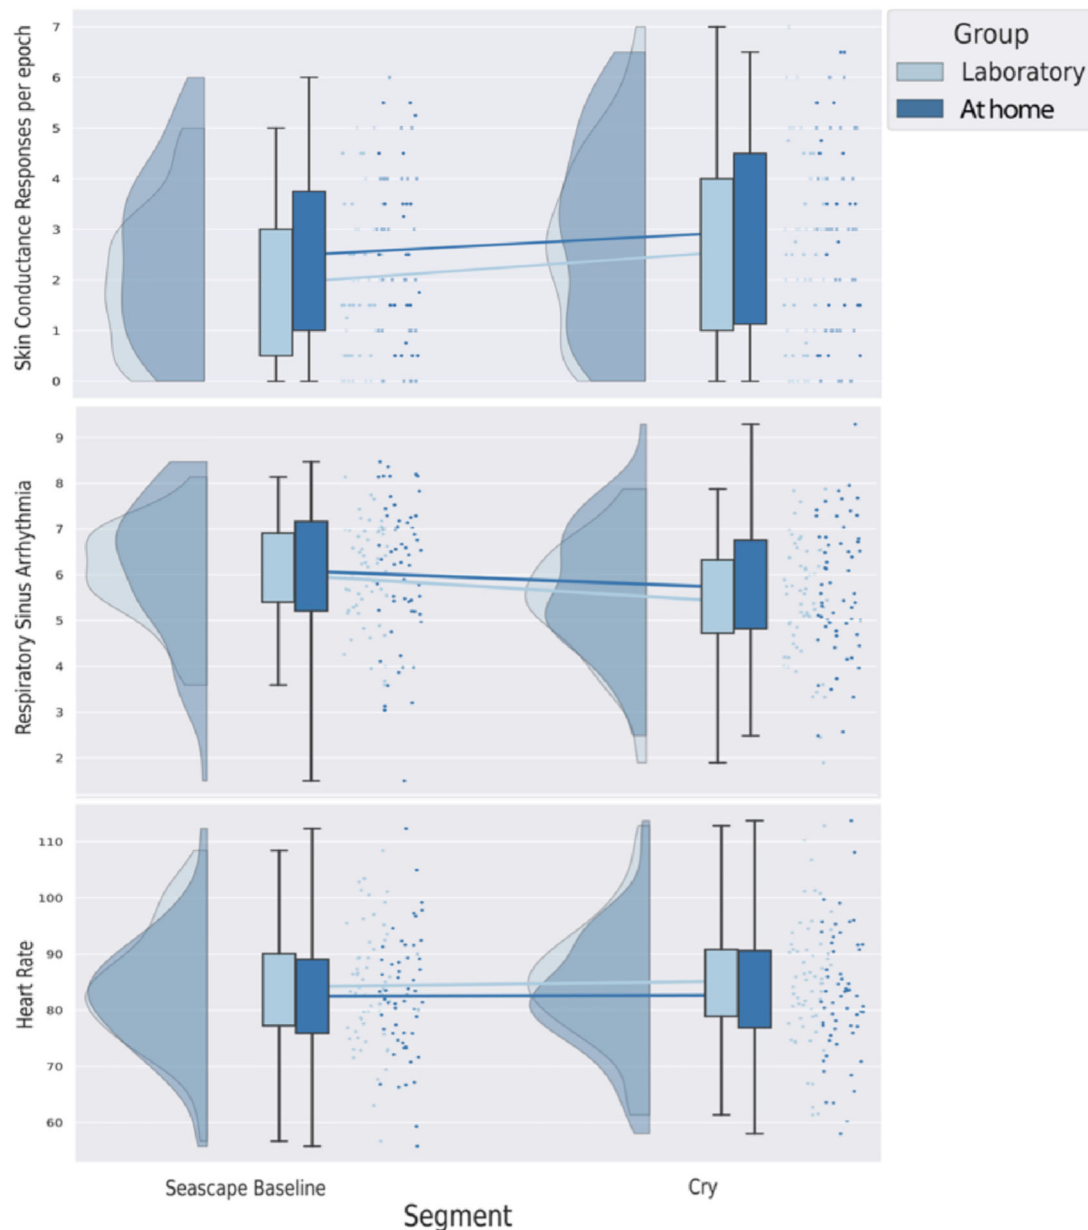 Group
Laboratory
At home
Skin Conductance Responses per epoch
7
6
5
4
3
2
1
0
Respiratory Sinus Arrhythmia
9
8
7
6
5
4
3
2
Heart Rate
110
100
90
80
70
60
Seascape Baseline
Cry
Segment